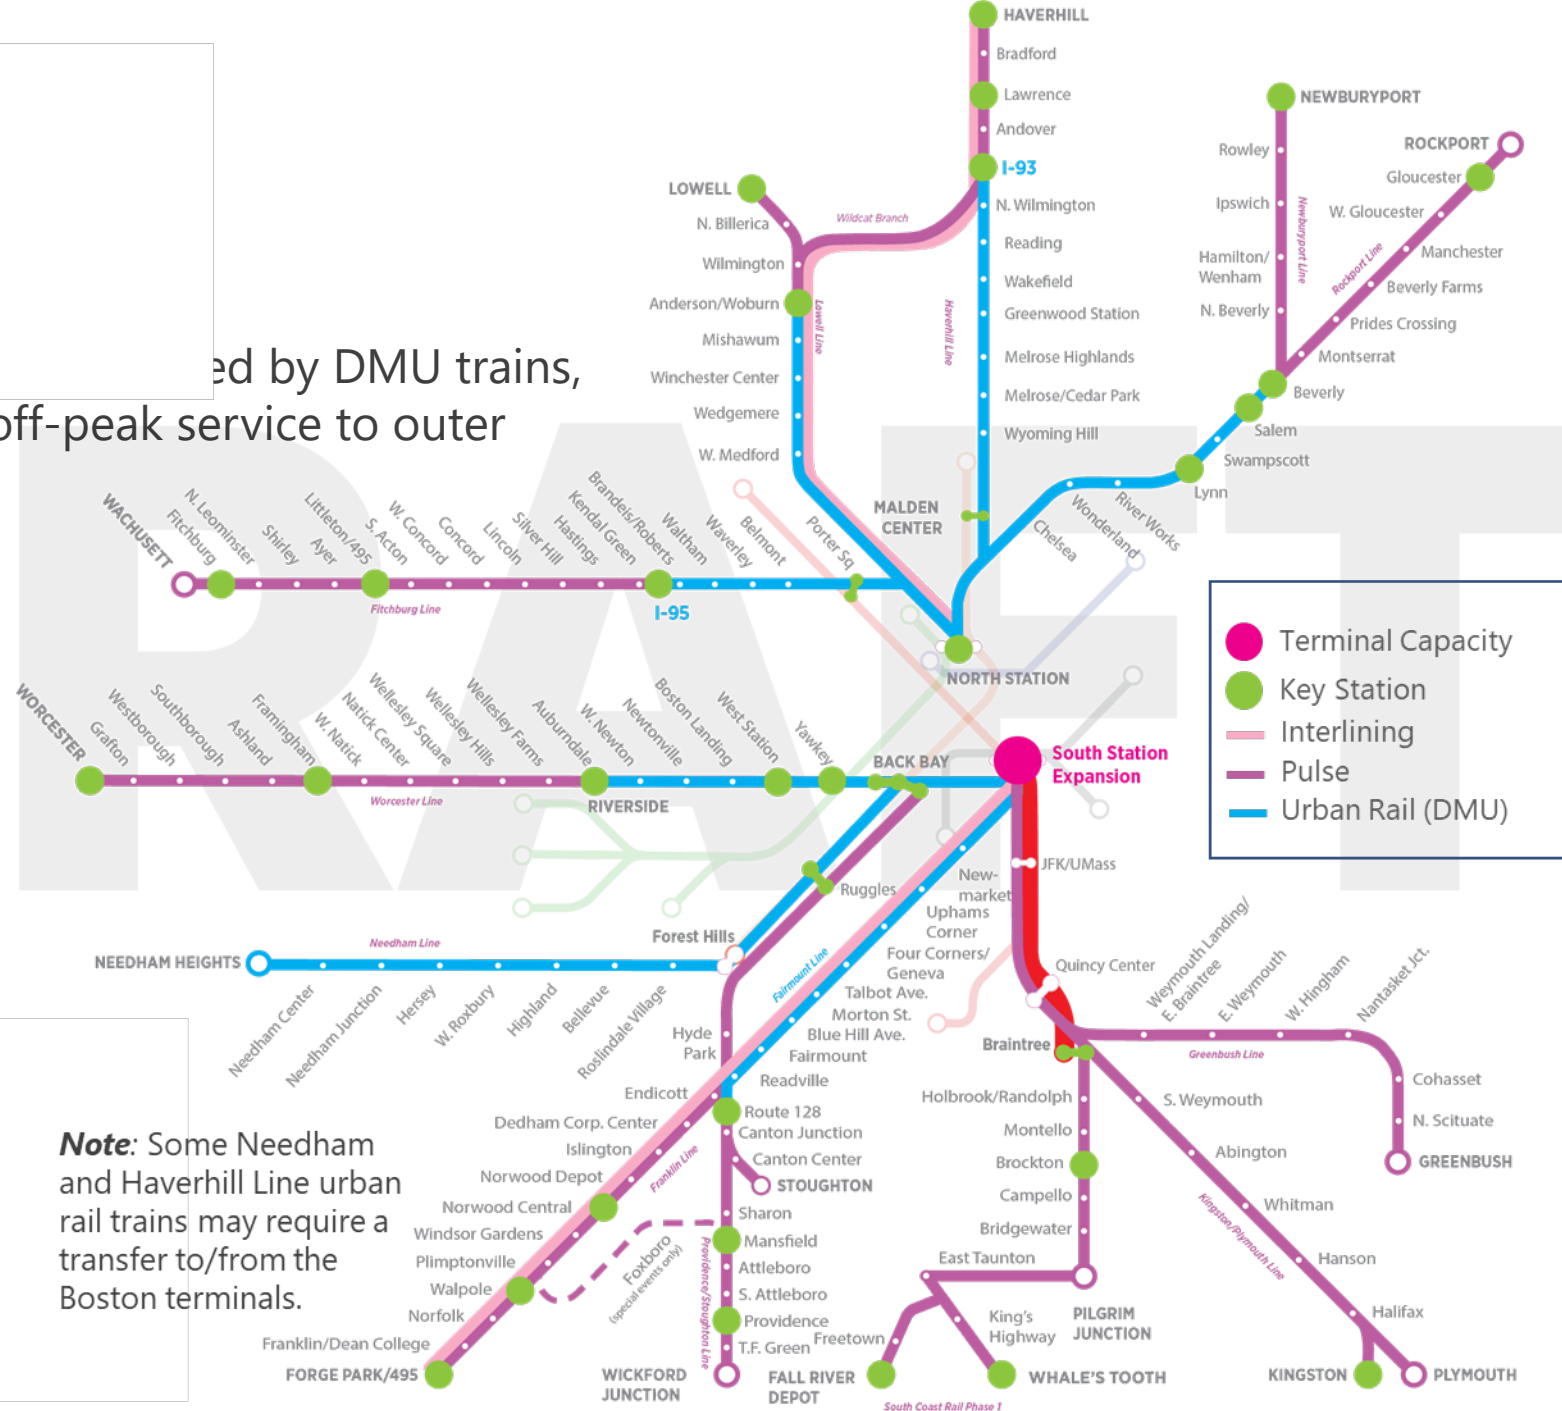 HAVERHILL
Bradford
Lawrence
Andover
I-93
N. Wilmington
Reading
Wakefield
Greenwood Station
Melrose Highlands
Melrose/Cedar Park
Wyoming Hill
MALDEN
CENTER
Haverhill Line
Wildcat Branch
LOWELL
N. Billerica
Wilmington
Anderson/Woburn
Mishawum
Winchester Center
Wedgemere
W. Medford
Lowell Line
NEWBURYPORT
Rowley
Ipswich
Hamilton/
Wenham
N. Beverly
Newburyport Line
ROCKPORT
Gloucester
W. Gloucester
Manchester
Beverly Farms
Prides Crossing
Montserrat
Rockport Line
Beverly
Salem
Swampscott
Lynn
River Works
Wonderland
Chelsea
ed by DMU trains,
off-peak service to outer
DRAFT
WACHUSETT
Fitchburg
N. Leominster
Shirley
Ayer
Littleton/495
S. Acton
W. Concord
Concord
Lincoln
Silver Hill
Hastings
Kendal Green
Brandeis/Roberts
Waltham
Waverley
Belmont
Porter Sq
Fitchburg Line
I-95
NORTH STATION
Terminal Capacity
Key Station
Interlining
Pulse
Urban Rail (DMU)
WORCESTER
Grafton
Westborough
Southborough
Ashland
Framingham
W. Natick
Natick Center
Wellesley Square
Wellesley Hills
Wellesley Farms
Auburndale
W. Newton
Newtonville
Boston Landing
West Station
Yawkey
BACK BAY
Worcester Line
RIVERSIDE
South Station
Expansion
JFK/UMass
Ruggles
New-
market
Uphams
Corner
Four Corners/
Geneva
Talbot Ave.
Morton St.
Blue Hill Ave.
Fairmount
Readville
Fairmount Line
Forest Hills
NEEDHAM HEIGHTS
Needham Line
Needham Center
Needham Junction
Hersey
W. Roxbury
Highland
Bellevue
Roslindale Village
Hyde
Park
Quincy Center
Braintree
Weymouth Landing/
E. Braintree
E. Weymouth
W. Hingham
Nantasket Jct.
Greenbush Line
Cohasset
N. Scituate
GREENBUSH
Endicott
Dedham Corp. Center
Islington
Norwood Depot
Norwood Central
Windsor Gardens
Plimptonville
Walpole
Norfolk
Franklin/Dean College
FORGE PARK/495
Franklin Line
Route 128
Canton Junction
Canton Center
STOUGHTON
Sharon
Mansfield
Attleboro
S. Attleboro
Providence
T.F. Green
WICKFORD
JUNCTION
Providence/Stoughton Line
Foxboro
(special events only)
Holbrook/Randolph
Montello
Brockton
Campello
Bridgewater
East Taunton
PILGRIM
JUNCTION
King's
Highway
Freetown
FALL RIVER
DEPOT
WHALE'S TOOTH
South Coast Rail Phase 1
S. Weymouth
Abington
Whitman
Hanson
Halifax
Kingston/Plymouth Line
KINGSTON
PLYMOUTH
Note: Some Needham
and Haverhill Line urban
rail trains may require a
transfer to/from the
Boston terminals.